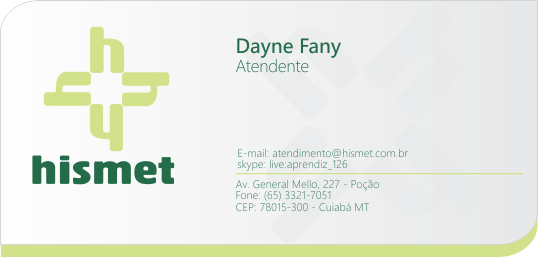 hismet
Dayne Fany
Atendente
E-mail: atendimento@hismet.com.br
skype: live:aprendiz_126
Av. General Mello, 227 - Poção
Fone: (65) 3321-7051
CEP: 78015-300 - Cuiabá MT